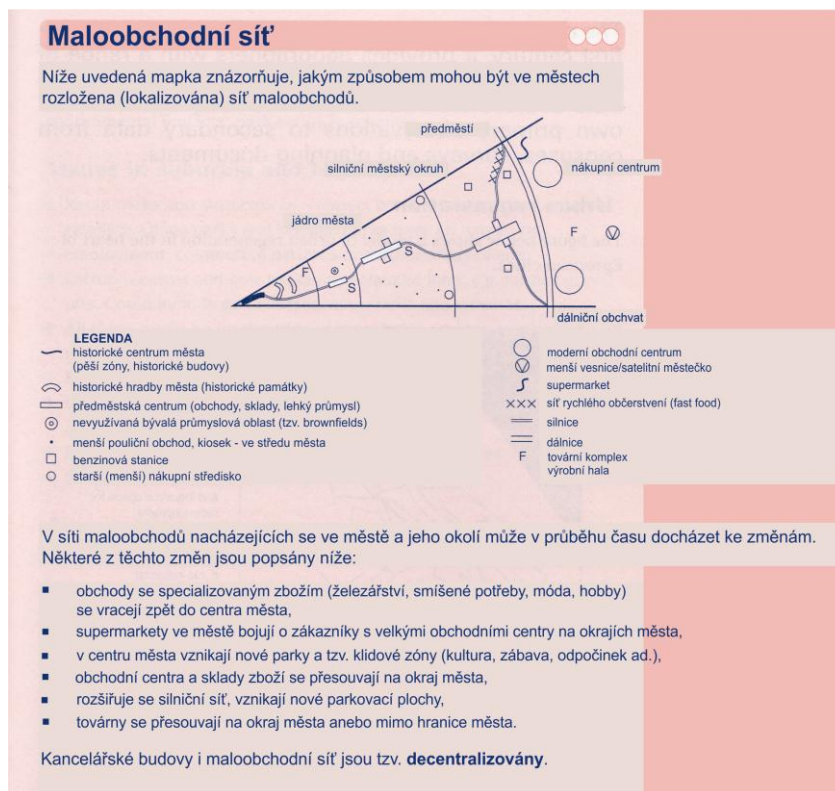 Maloobchodní síť
Níže uvedená mapka znázorňuje, jakým způsobem mohou být ve městech
rozložena (lokalizována) síť maloobchodů.
předměstí
silniční městský okruh
nákupní centrum
jádro města
F
F
S
S
dálniční obchvat
LEGENDA
historické centrum města
(pěší zóny, historické budovy)
historické hradby města (historické památky)
předměstská centrum (obchody, sklady, lehký průmysl)
nevyužívaná bývalá průmyslová oblast (tzv. brownfields)
menší pouliční obchod, kiosek - ve středu města
benzinová stanice
starší (menší) nákupní středisko
moderní obchodní centrum
menší vesnice/satelitní městečko
supermarket
síť rychlého občerstvení (fast food)
silnice
dálnice
F tovární komplex
výrobní hala
V síti maloobchodů nacházejících se ve městě a jeho okolí může v průběhu času docházet ke změnám.
Některé z těchto změn jsou popsány níže:
obchody se specializovaným zbožím (železářství, smíšené potřeby, móda, hobby)
se vracejí zpět do centra města,
supermarkety ve městě bojují o zákazníky s velkými obchodními centry na okrajích města,
v centru města vznikají nové parky a tzv. klidové zóny (kultura, zábava, odpočinek ad.),
obchodní centra a sklady zboží se přesouvají na okraj města,
rozšiřuje se silniční síť, vznikají nové parkovací plochy,
továrny se přesouvají na okraj města anebo mimo hranice města.
Kancelářské budovy i maloobchodní síť jsou tzv. decentralizovány.